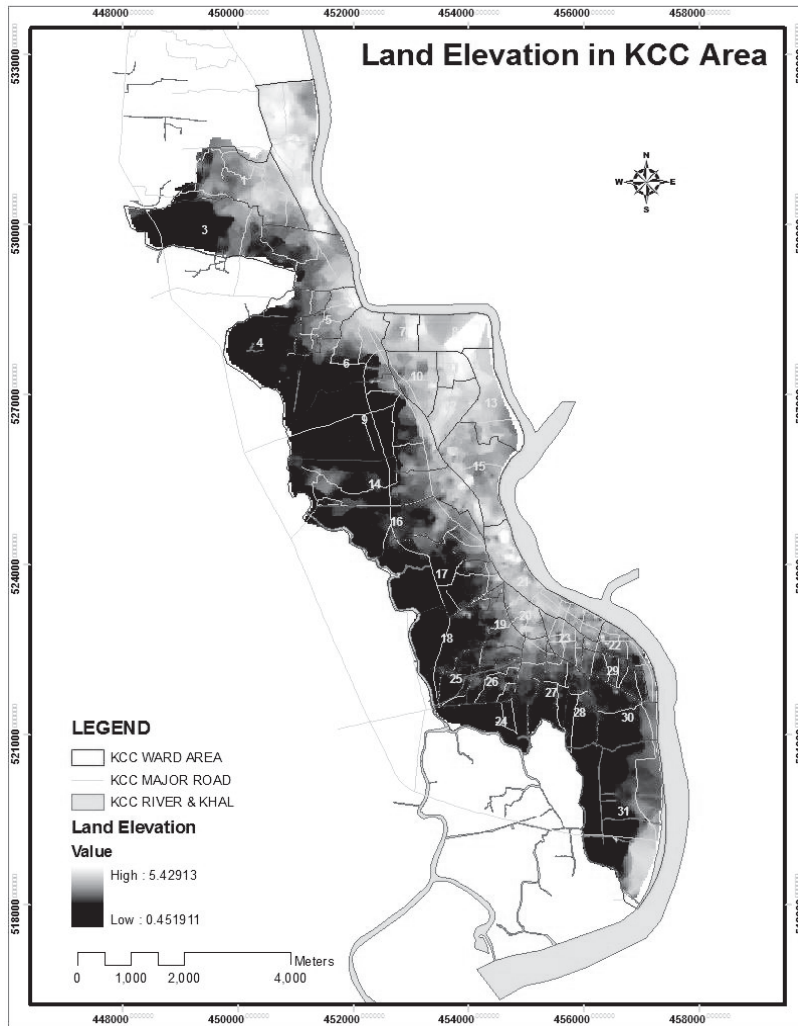 448000 450000 452000 454000 456000 458000
Land Elevation in KCC Area
N
W E
S
533000
530000
527000
524000
521000
518000
3
5
7
4
6
10
13
9
15
14
16
17
18
19
20
23
22
25
26
29
27
28
30
24
31
LEGEND
KCC WARD AREA
KCC MAJOR ROAD
KCC RIVER & KHAL
Land Elevation
Value
High : 5.42913
Low : 0.451911
Meters
0 1,000 2,000 4,000
448000 450000 452000 454000 456000 458000